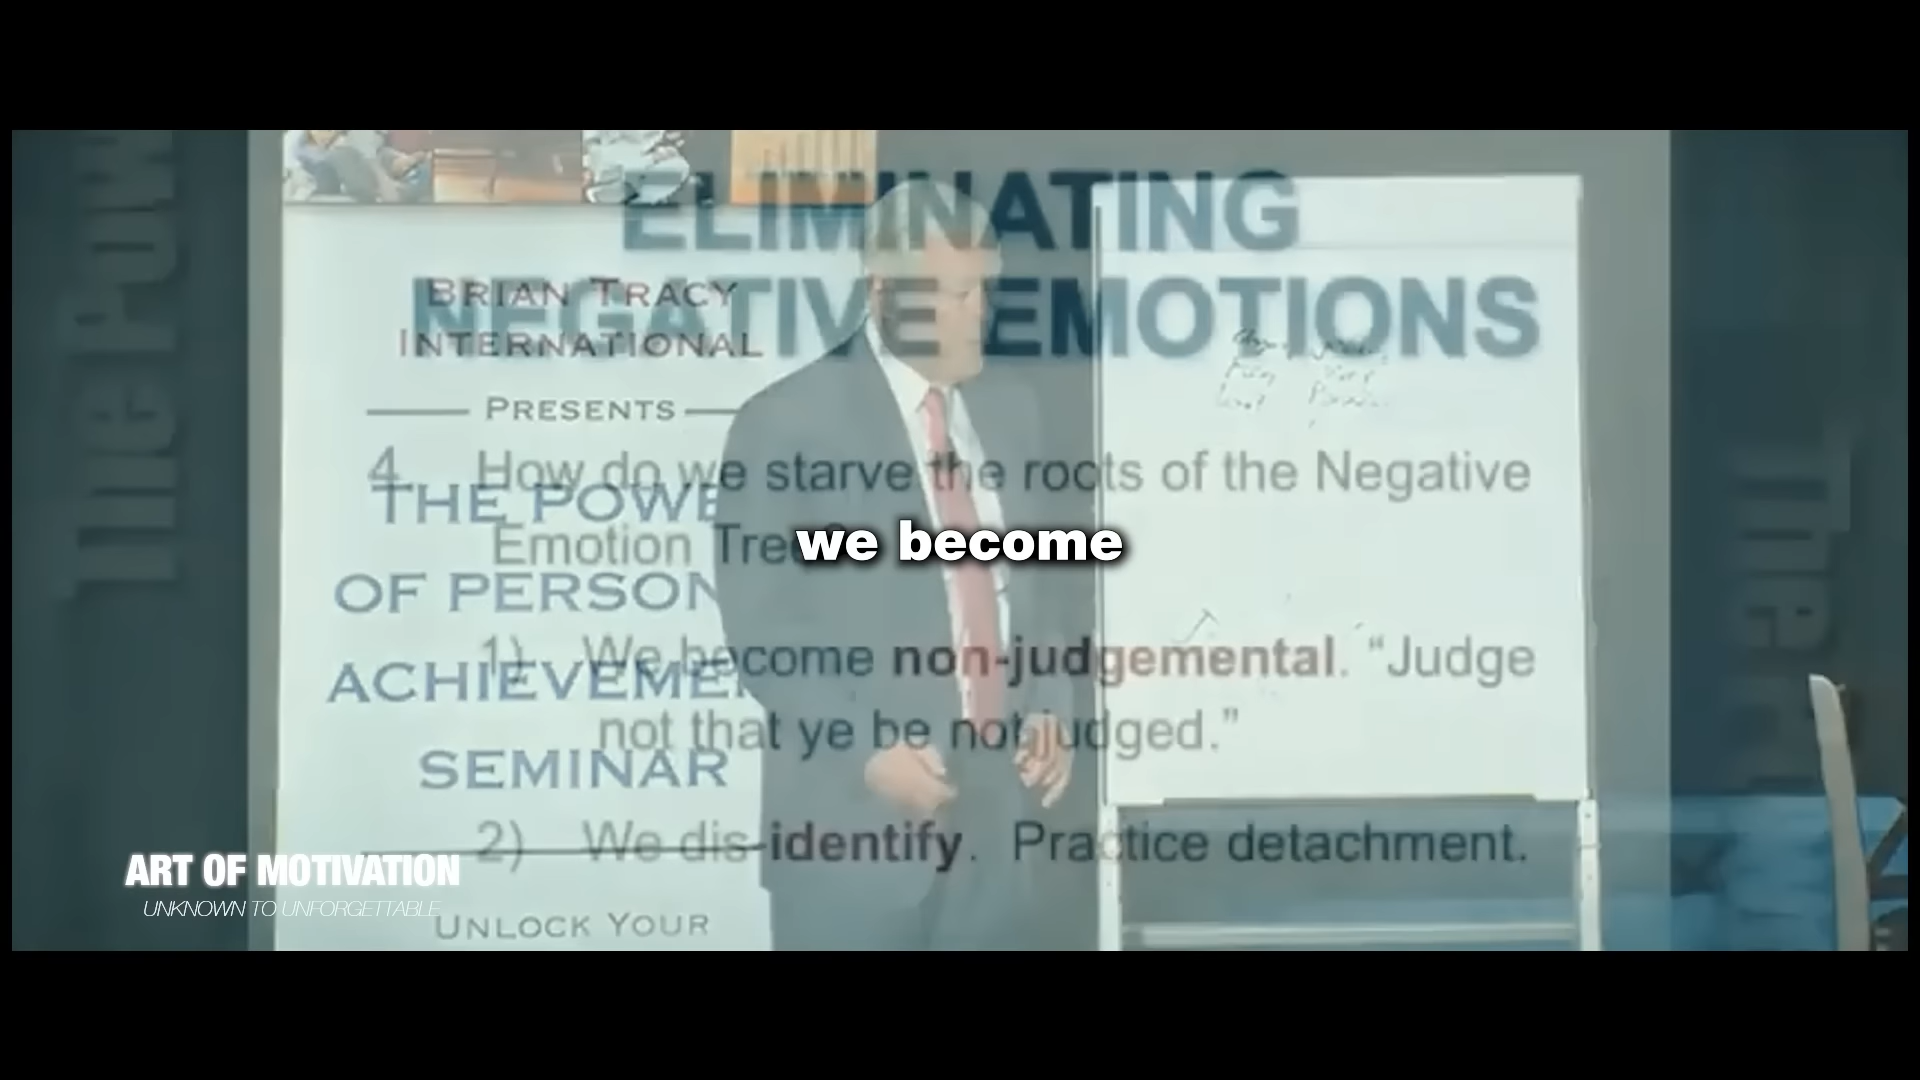 ELIMINATING
NEGATIVE EMOTIONS
BRIAN TRACY
INTERNATIONAL
PRESENTS
4. How do we starve the roots of the Negative
Emotion Tree?
THE POWE
OF PERSON
ACHIEVEME
SEMINAR
UNLOCK YOUR
we become
1) We become non-judgemental. “Judge
not that ye be not judged.”
2) We dis-identify. Practice detachment.
ART OF MOTIVATION
UNKNOWN TO UNFORGETTABLE
The